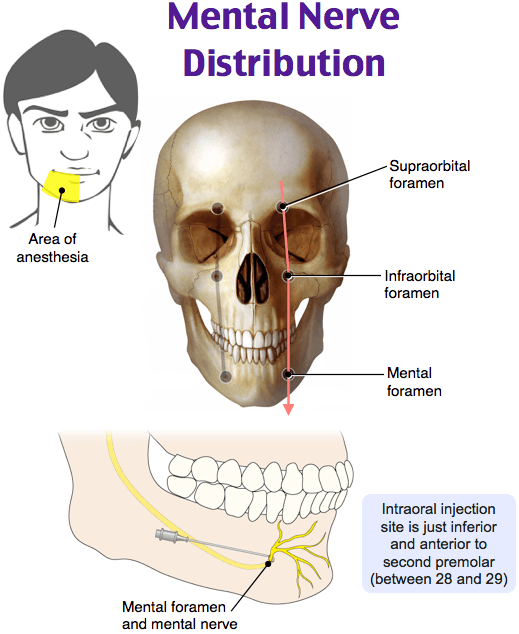 Mental Nerve
Distribution
Area of
anesthesia
Supraorbital
foramen
Infraorbital
foramen
Mental
foramen
Intraoral injection
site is just inferior
and anterior to
second premolar
(between 28 and 29)
Mental foramen
and mental nerve